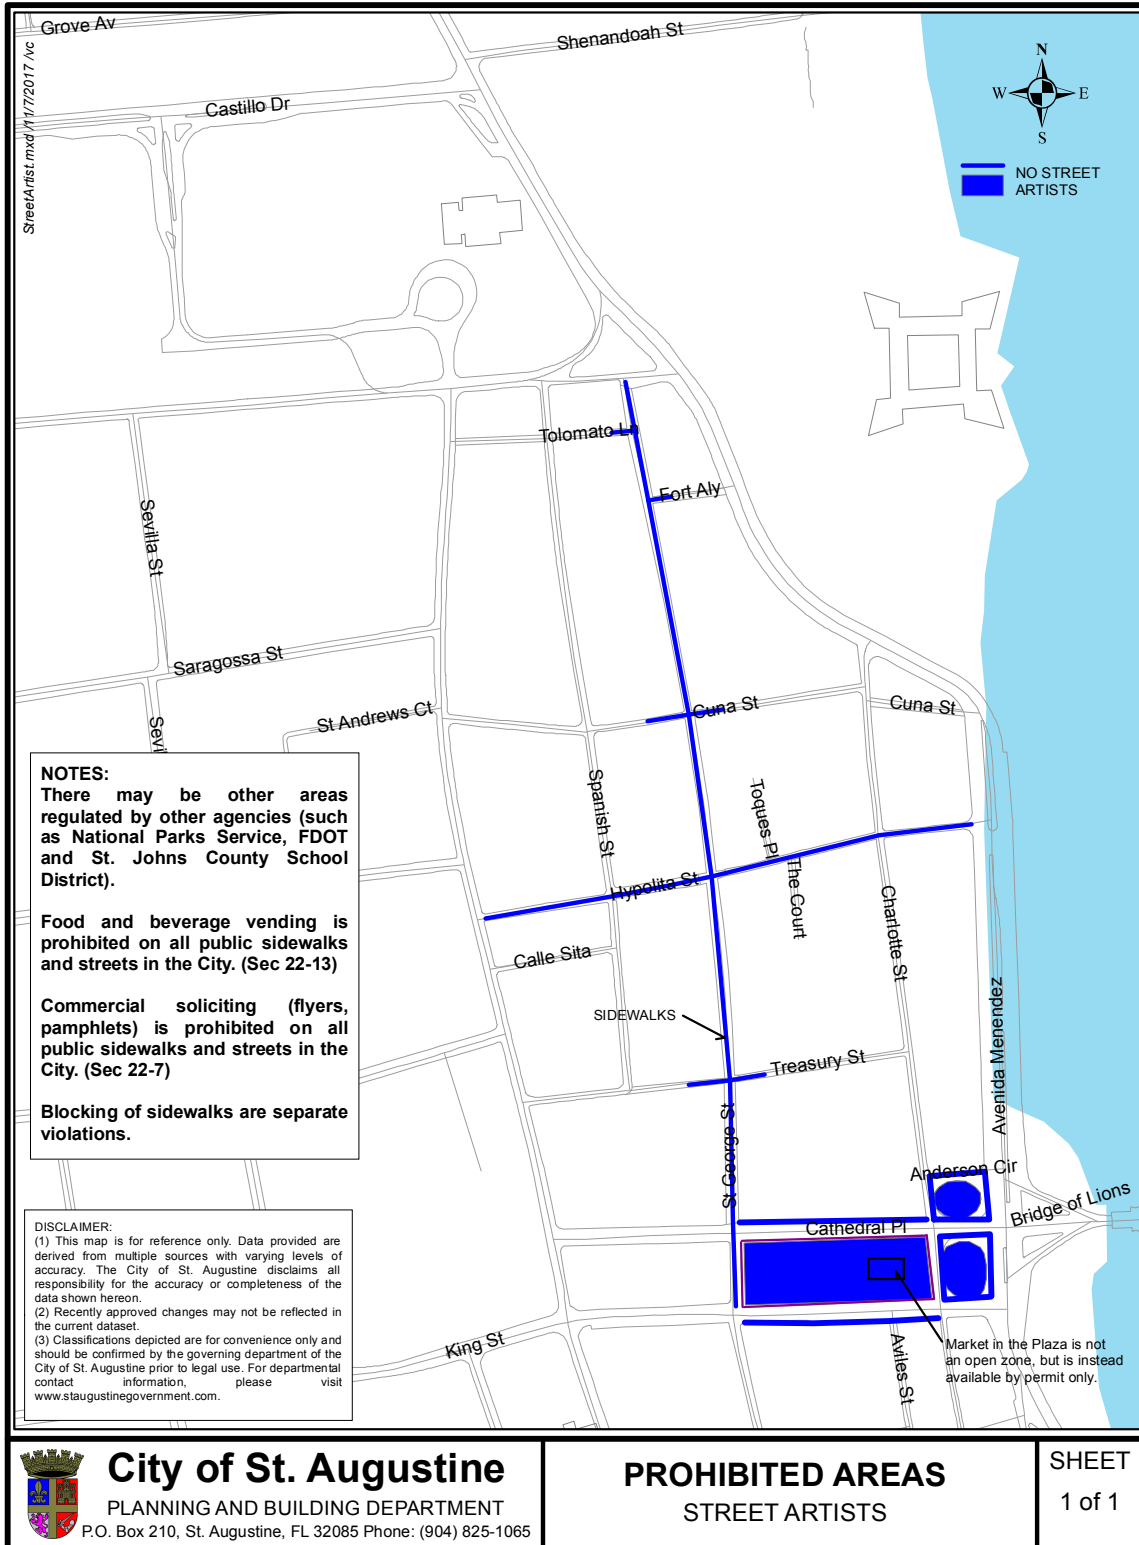 Grove Av
Shenandoah St
StreetArtist.mxd /11/7/2017 /vc
Castillo Dr
N
W
E
S
NO STREET
ARTISTS
Tolomato Ln
Fort Aly
Sevilla St
Saragossa St
St Andrews Ct
Sevi
Cuna St
Cuna St
NOTES:
There may be other areas
regulated by other agencies (such
as National Parks Service, FDOT
and St. Johns County School
District).
Food and beverage vending is
prohibited on all public sidewalks
and streets in the City. (Sec 22-13)
Commercial soliciting (flyers,
pamphlets) is prohibited on all
public sidewalks and streets in the
City. (Sec 22-7)
Blocking of sidewalks are separate
violations.
Spanish St
Toques Pl
Hypolita St
The Court
Charlotte St
Calle Sita
SIDEWALKS
Treasury St
Avenida Menendez
St George St
Anderson Cir
Bridge of Lions
Cathedral Pl
DISCLAIMER:
(1) This map is for reference only. Data provided are
derived from multiple sources with varying levels of
accuracy. The City of St. Augustine disclaims all
responsibility for the accuracy or completeness of the
data shown hereon.
(2) Recently approved changes may not be reflected in
the current dataset.
(3) Classifications depicted are for convenience only and
should be confirmed by the governing department of the
City of St. Augustine prior to legal use. For departmental
contact information, please visit
www.staugustinegovernment.com.
King St
Aviles St
Market in the Plaza is not
an open zone, but is instead
available by permit only.
City of St. Augustine
PLANNING AND BUILDING DEPARTMENT
P.O. Box 210, St. Augustine, FL 32085 Phone: (904) 825-1065
PROHIBITED AREAS
STREET ARTISTS
SHEET
1 of 1